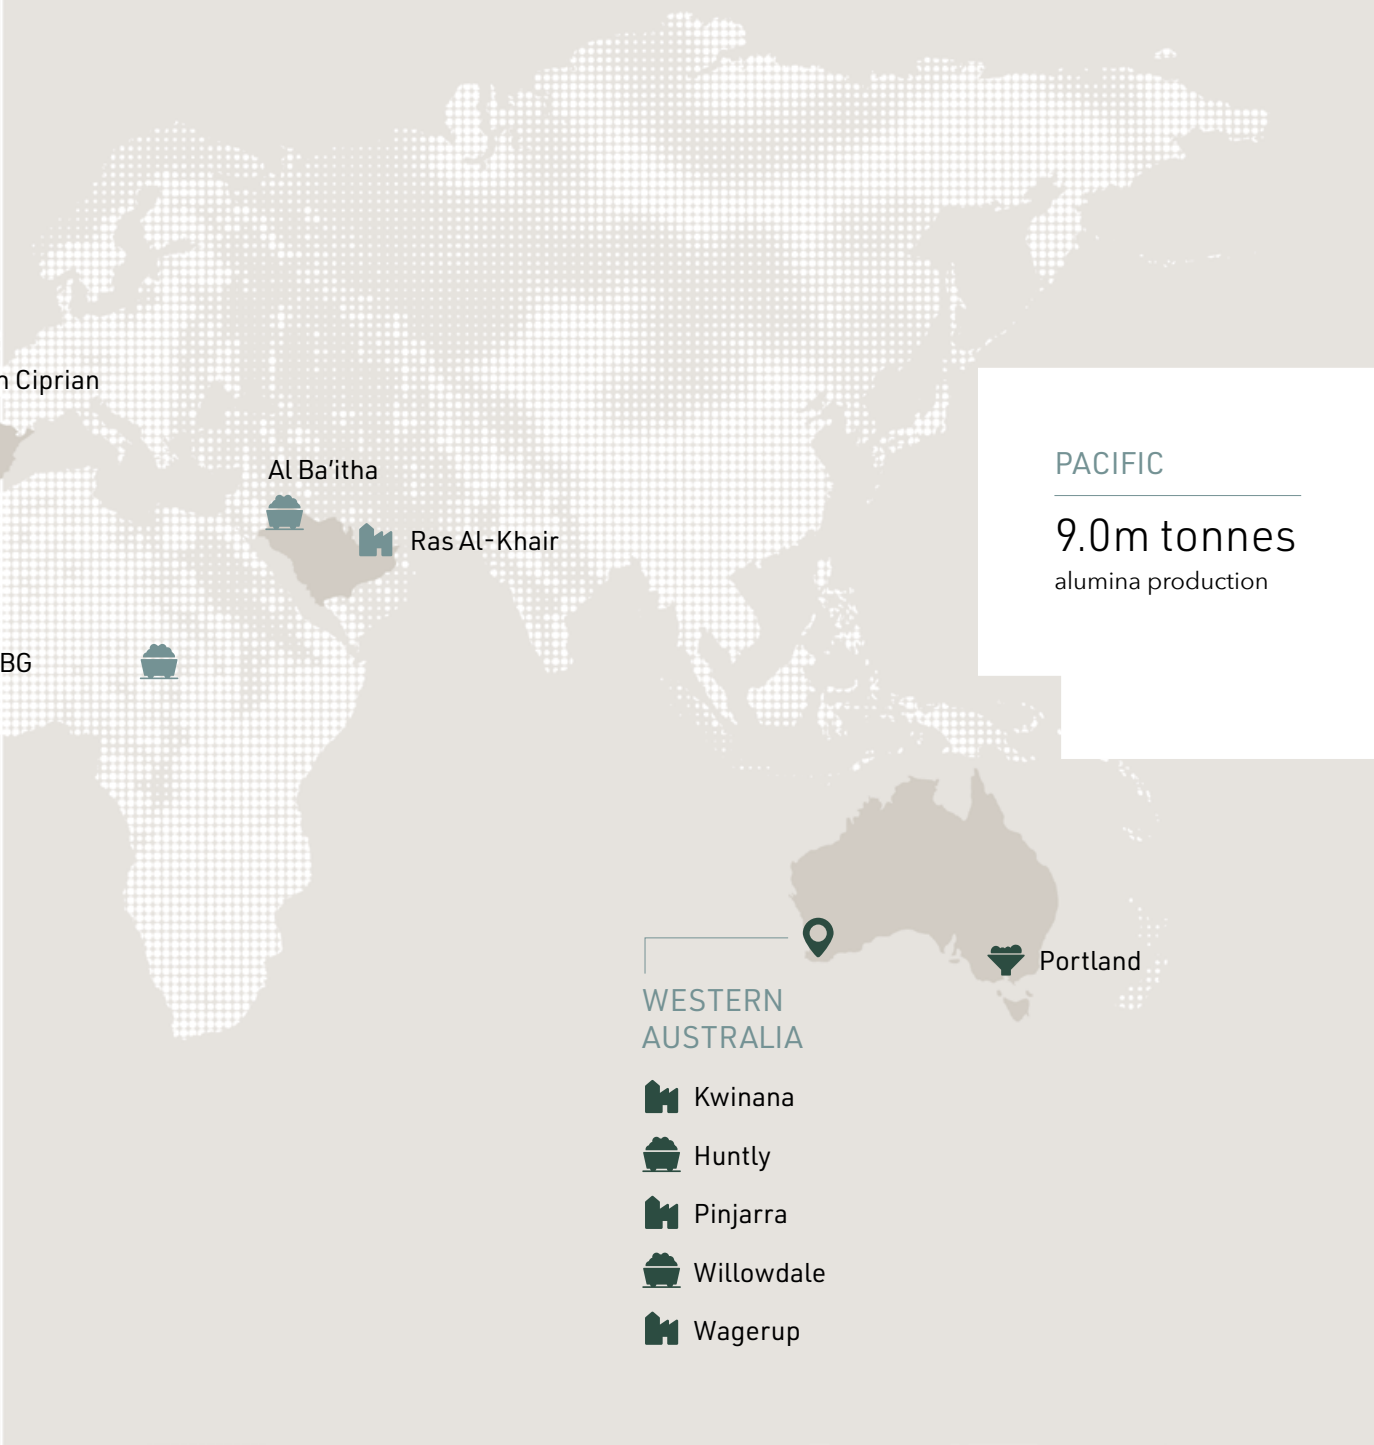 Ciprian
Al Ba'itha
Ras Al-Khair
BG
PACIFIC
9.0m tonnes
alumina production
Portland
WESTERN
AUSTRALIA
Kwinana
Huntly
Pinjarra
Willowdale
Wagerup